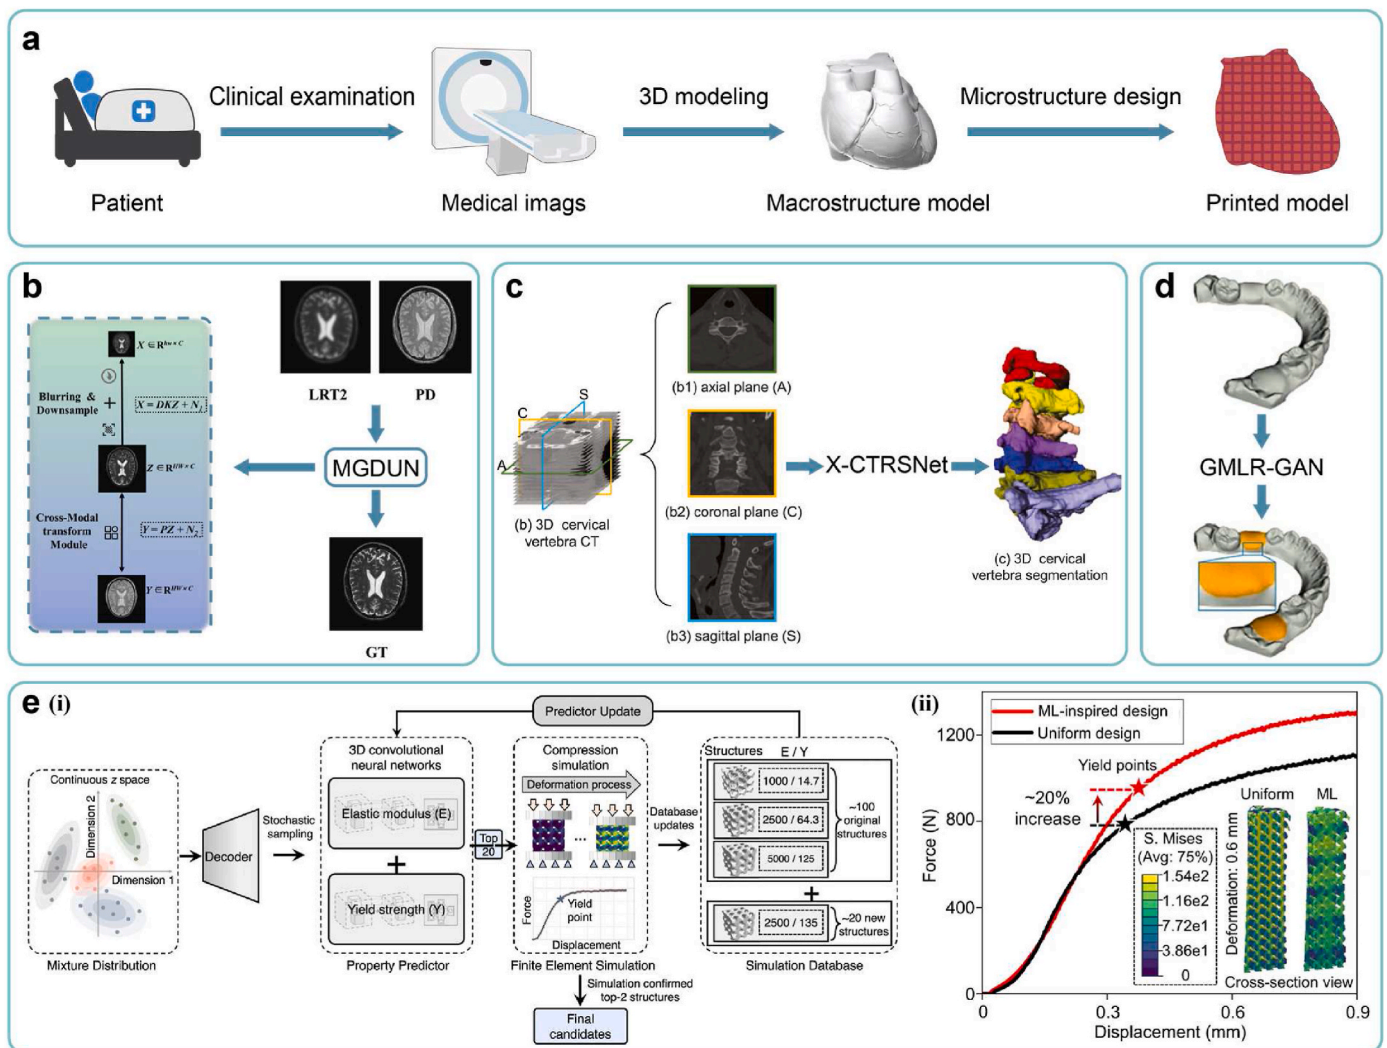 a
Clinical examination
3D modeling
Microstructure design
Patient
Medical imags
Macrostructure model
Printed model
b
X ∈ R^{hw×C}
Blurring &
Downsample
X = DKZ + N₁
Z ∈ R^{HW×C}
Cross-Modal
transform
Module
Y = PZ + N₂
Y ∈ R^{HW×C}
LRT2
PD
MGDUN
GT
c
S
C
A
(b) 3D cervical
vertebra CT
(b1) axial plane (A)
(b2) coronal plane (C)
(b3) sagittal plane (S)
X-CTRSNet
(c) 3D cervical
vertebra segmentation
d
GMLR-GAN
e (i)
Continuous z space
Dimension 2
Dimension 1
Mixture Distribution
Decoder
Stochastic
sampling
Predictor Update
3D convolutional
neural networks
Elastic modulus (E)
+
Yield strength (Y)
Property Predictor
Top
20
Compression
simulation
Deformation process
...
Force
Yield
point
Displacement
Finite Element Simulation
Simulation confirmed
top-2 structures
Final
candidates
Database
updates
Structures E / Y
1000 / 14.7
2500 / 64.3
5000 / 125
~100
original
structures
+
2500 / 135
~20 new
structures
Simulation Database
(ii)
ML-inspired design
Uniform design
Yield points
~20%
increase
Uniform ML
S. Mises
(Avg: 75%)
1.54e2
1.16e2
7.72e1
3.86e1
0
Deformation: 0.6 mm
Cross-section view
Force (N)
1200
800
400
0
0 0.3 0.6 0.9
Displacement (mm)